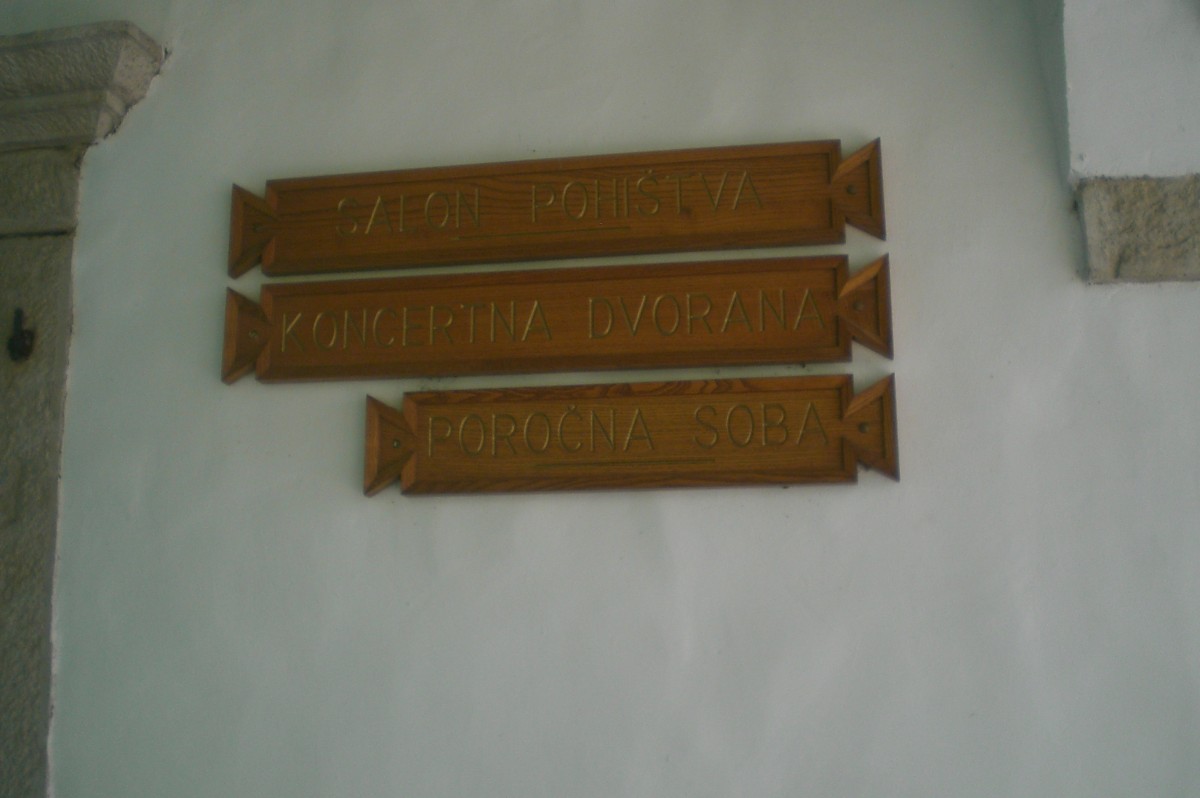 SALON POHIŠTVA
KONCERTNA DVORANA
POROČNA SOBA